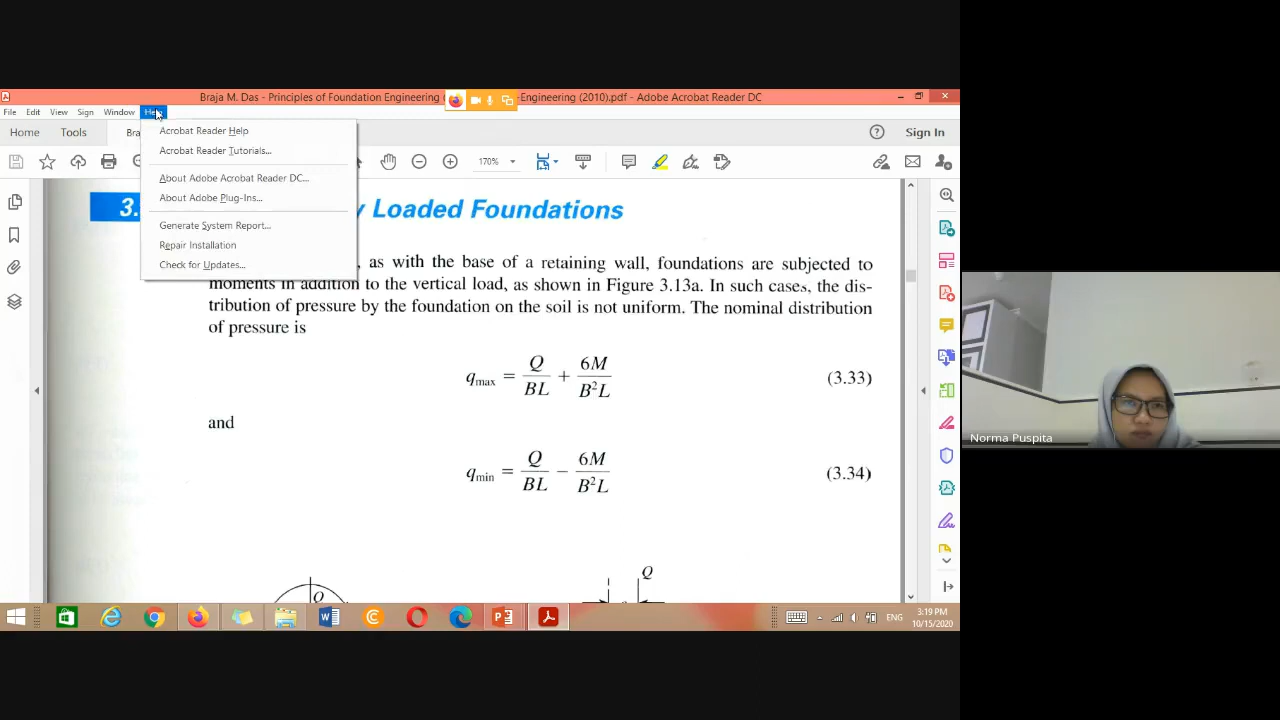 Braja M. Das - Principles of Foundation Engineering ( -Engineering (2010).pdf - Adobe Acrobat Reader DC
File Edit View Sign Window Help
Home Tools Bra Sign In
170%
Acrobat Reader Help
Acrobat Reader Tutorials...
About Adobe Acrobat Reader DC...
About Adobe Plug-Ins...
Generate System Report...
Repair Installation
Check for Updates...
3. y Loaded Foundations
, as with the base of a retaining wall, foundations are subjected to
moments in addition to the vertical load, as shown in Figure 3.13a. In such cases, the dis-
tribution of pressure by the foundation on the soil is not uniform. The nominal distribution
of pressure is
qmax = Q/BL + 6M/B²L (3.33)
and
qmin = Q/BL − 6M/B²L (3.34)
Q
Q
Norma Puspita
ENG
3:19 PM
10/15/2020